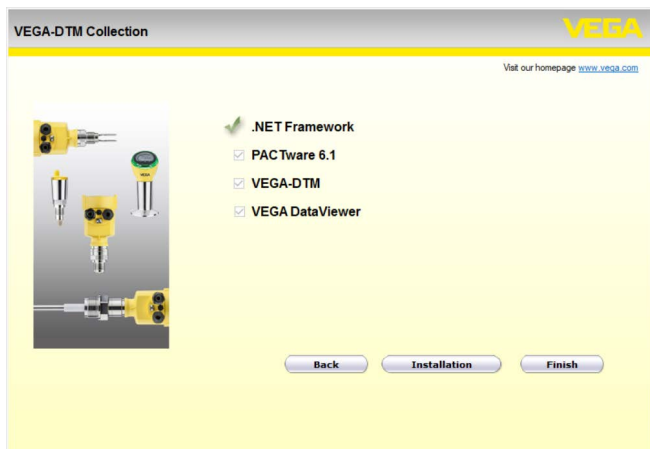 VEGA-DTM Collection
VEGA
Visit our homepage www.vega.com
.NET Framework
PACTware 6.1
VEGA-DTM
VEGA DataViewer
Back
Installation
Finish